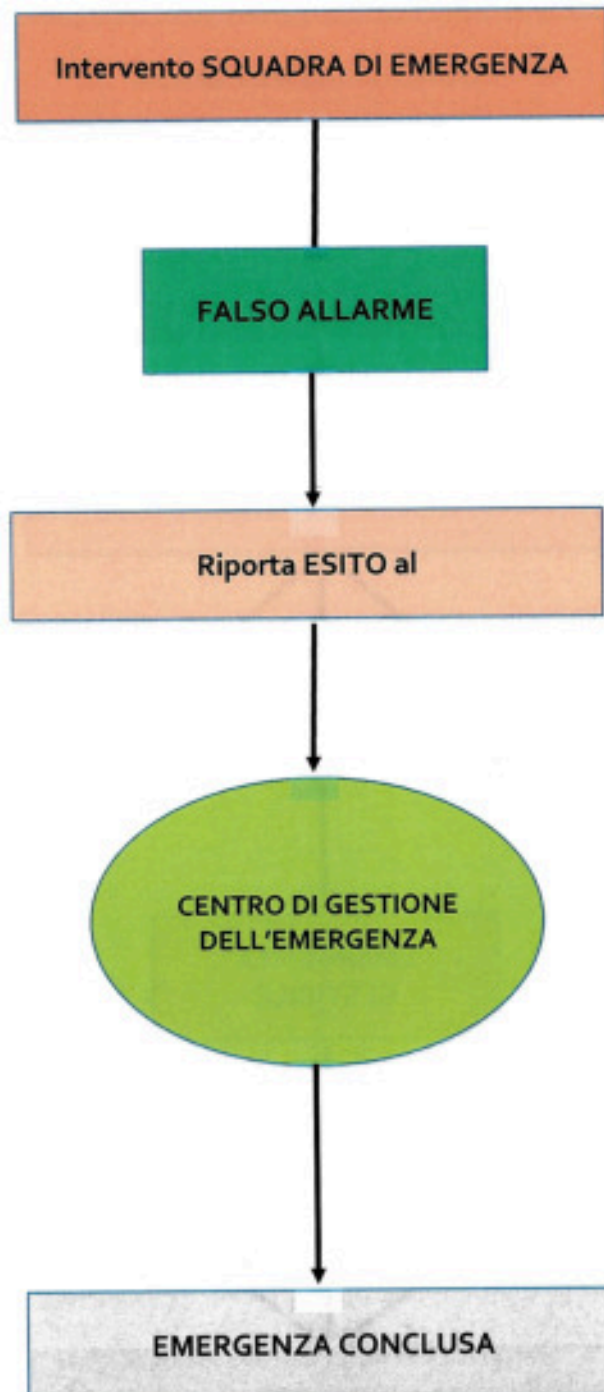 Intervento SQUADRA DI EMERGENZA
FALSO ALLARME
Riporta ESITO al
CENTRO DI GESTIONE
DELL'EMERGENZA
EMERGENZA CONCLUSA